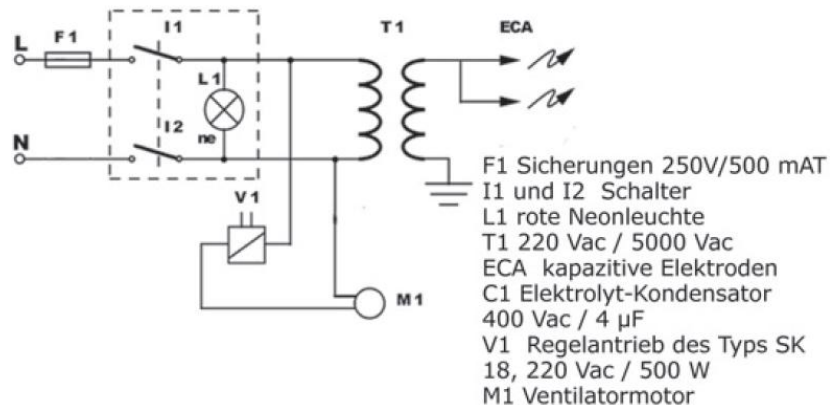 I1
T1
ECA
L
F1
L1
I2
ne
N
V1
M1
F1 Sicherungen 250V/500 mAT
I1 und I2 Schalter
L1 rote Neonleuchte
T1 220 Vac / 5000 Vac
ECA kapazitive Elektroden
C1 Elektrolyt-Kondensator
400 Vac / 4 µF
V1 Regelantrieb des Typs SK
18, 220 Vac / 500 W
M1 Ventilatormotor